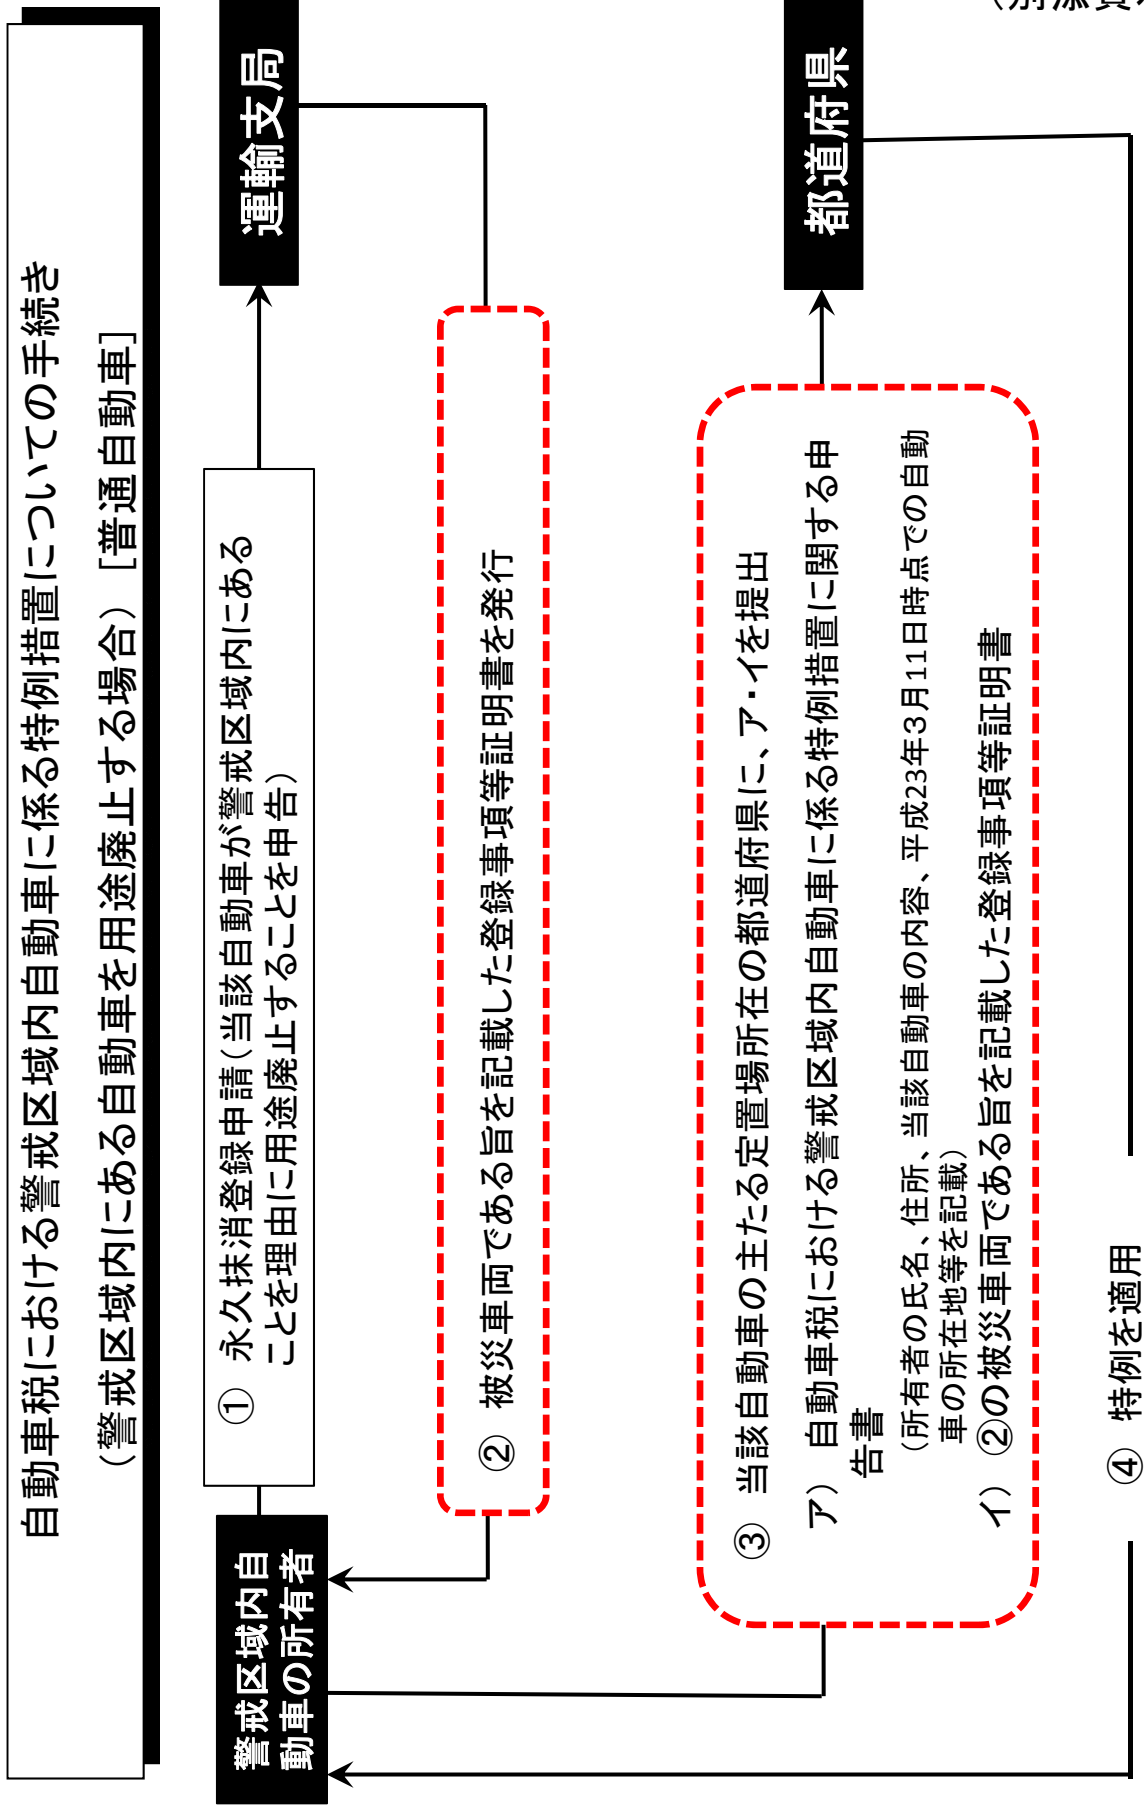 （別添資
自動車税における警戒区域内自動車に係る特例措置についての手続き
（警戒区域内にある自動車を用途廃止する場合）［普通自動車］
警戒区域内自
動車の所有者
① 永久抹消登録申請（当該自動車が警戒区域内にある
ことを理由に用途廃止することを申告）
運輸支局
② 被災車両である旨を記載した登録事項等証明書を発行
③ 当該自動車の主たる定置場所在の都道府県に、ア・イを提出
ア） 自動車税における警戒区域内自動車に係る特例措置に関する申
告書
（所有者の氏名、住所、当該自動車の内容、平成23年3月11日時点での自動
車の所在地等を記載）
イ） ②の被災車両である旨を記載した登録事項等証明書
都道府県
④ 特例を適用